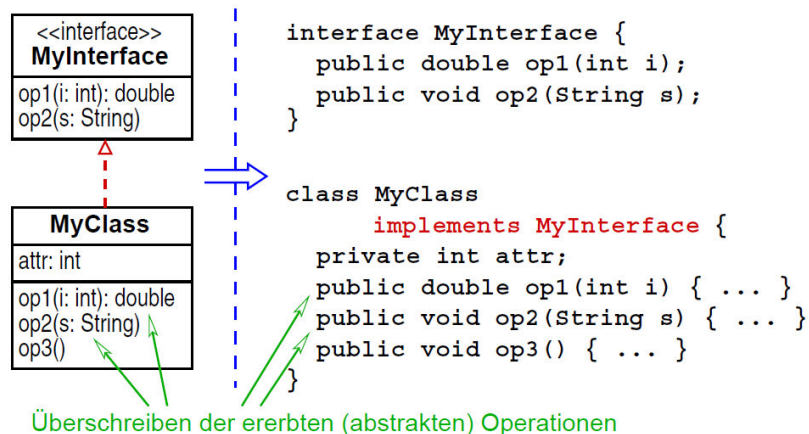 <<interface>>
MyInterface
op1(i: int): double
op2(s: String)
MyClass
attr: int
op1(i: int): double
op2(s: String)
op3()
interface MyInterface {
public double op1(int i);
public void op2(String s);
}
class MyClass
implements MyInterface {
private int attr;
public double op1(int i) { ... }
public void op2(String s) { ... }
public void op3() { ... }
}
Überschreiben der ererbten (abstrakten) Operationen